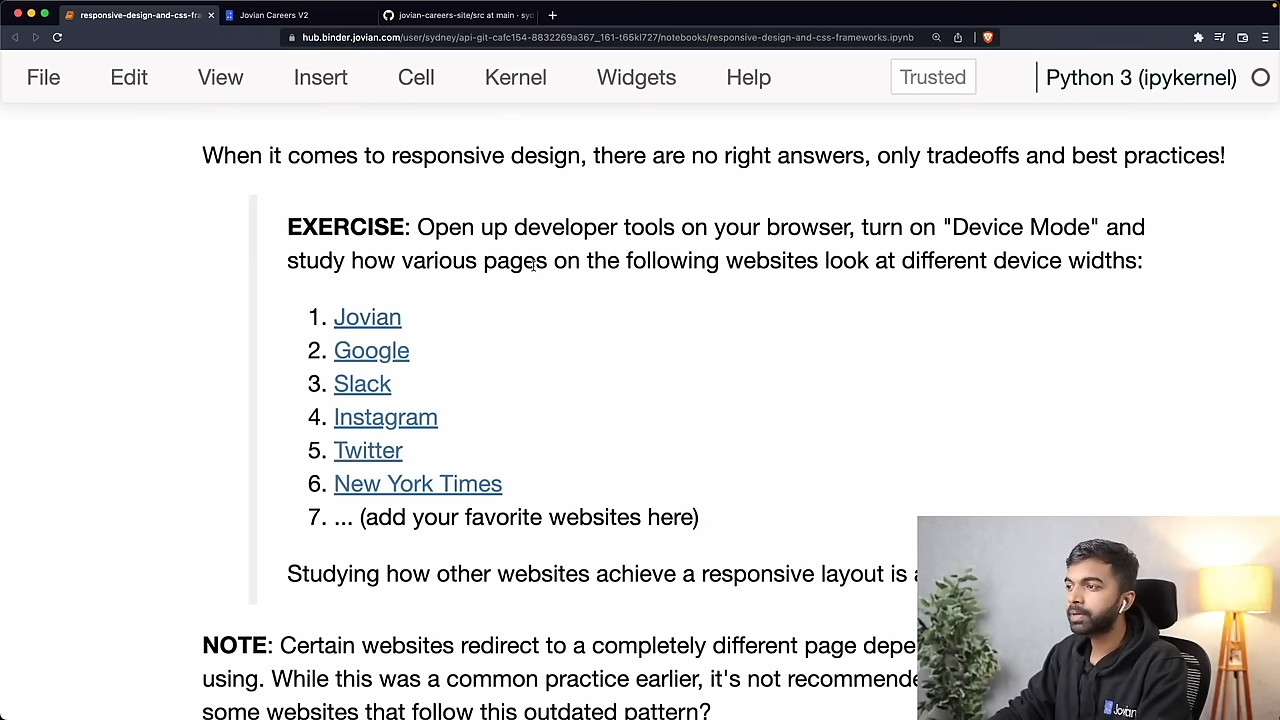 responsive-design-and-css-fra
Jovian Careers V2
jovian-careers-site/src at main · syd
hub.binder.jovian.com/user/sydney/api-git-cafc154-8832269a367_161-t65kl727/notebooks/responsive-design-and-css-frameworks.ipynb
File Edit View Insert Cell Kernel Widgets Help Trusted Python 3 (ipykernel)
When it comes to responsive design, there are no right answers, only tradeoffs and best practices!
EXERCISE: Open up developer tools on your browser, turn on "Device Mode" and
study how various pages on the following websites look at different device widths:
1. Jovian
2. Google
3. Slack
4. Instagram
5. Twitter
6. New York Times
7. ... (add your favorite websites here)
Studying how other websites achieve a responsive layout is
NOTE: Certain websites redirect to a completely different page depe
using. While this was a common practice earlier, it's not recommende
some websites that follow this outdated pattern?
Jovian